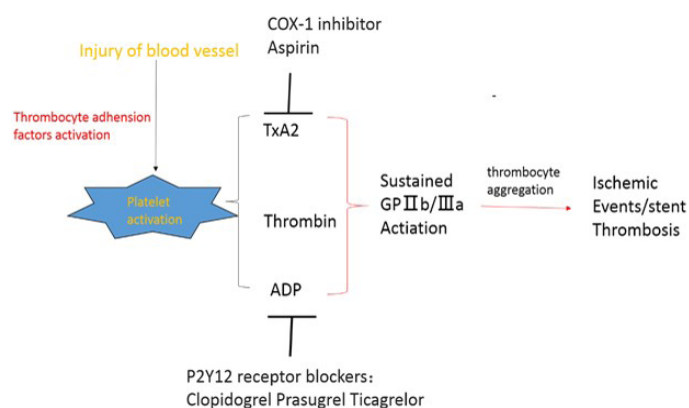 COX-1 inhibitor
Aspirin
Injury of blood vessel
Thrombocyte adhension
factors activation
Platelet
activation
TxA2
Thrombin
ADP
Sustained
GPⅡb/Ⅲa
Actiation
thrombocyte
aggregation
Ischemic
Events/stent
Thrombosis
P2Y12 receptor blockers:
Clopidogrel Prasugrel Ticagrelor